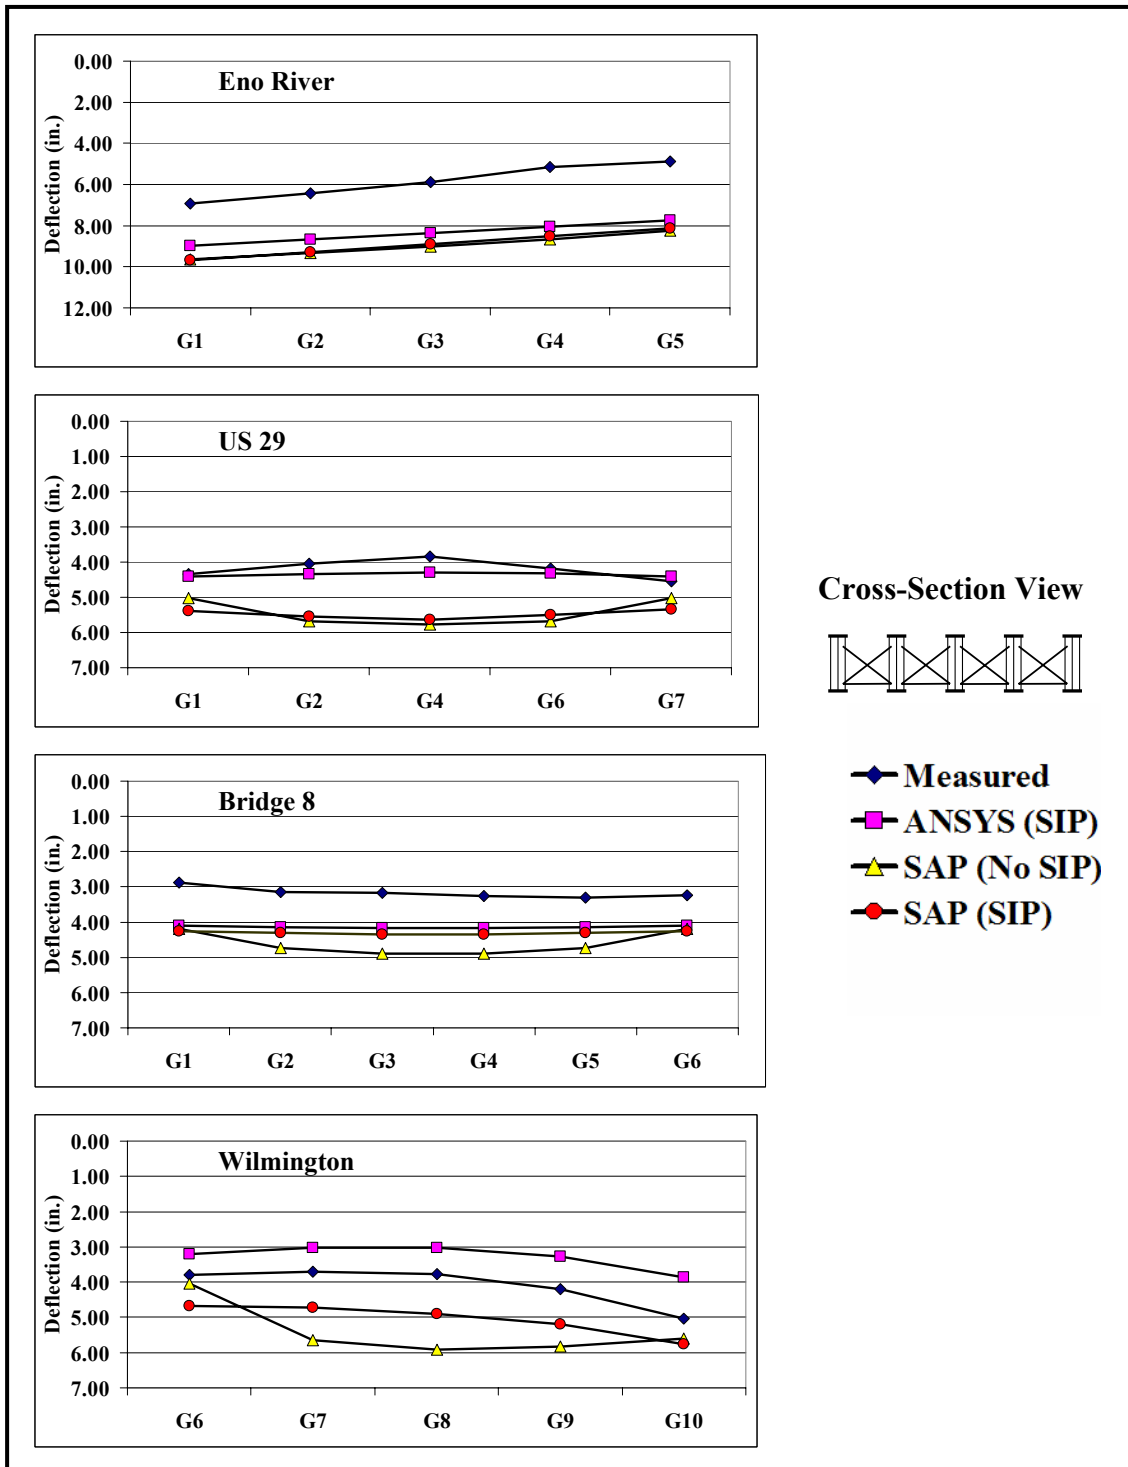 Eno River
Deflection (in.)
0.00
2.00
4.00
6.00
8.00
10.00
12.00
G1 G2 G3 G4 G5
US 29
Deflection (in.)
0.00
1.00
2.00
3.00
4.00
5.00
6.00
7.00
G1 G2 G4 G6 G7
Bridge 8
Deflection (in.)
0.00
1.00
2.00
3.00
4.00
5.00
6.00
7.00
G1 G2 G3 G4 G5 G6
Wilmington
Deflection (in.)
0.00
1.00
2.00
3.00
4.00
5.00
6.00
7.00
G6 G7 G8 G9 G10
Cross-Section View
Measured
ANSYS (SIP)
SAP (No SIP)
SAP (SIP)